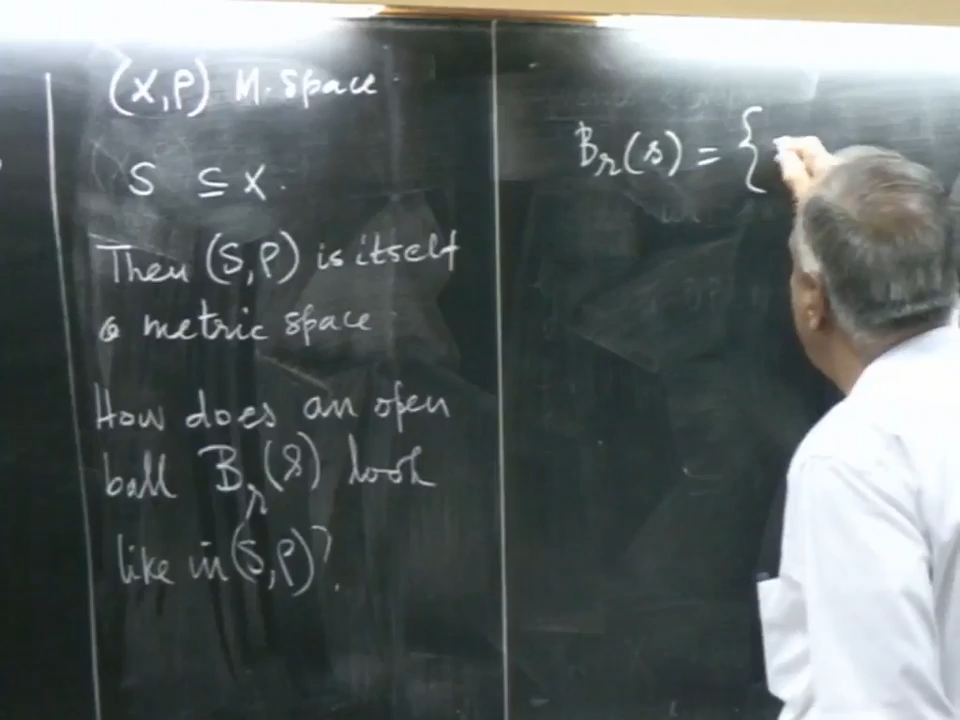 (X,P) M. Space.
S ⊆ X.
Then (S,P) is itself
a metric space.
How does an open
ball B_r(s) look
like in (S,P)?.
B_r(s) = {